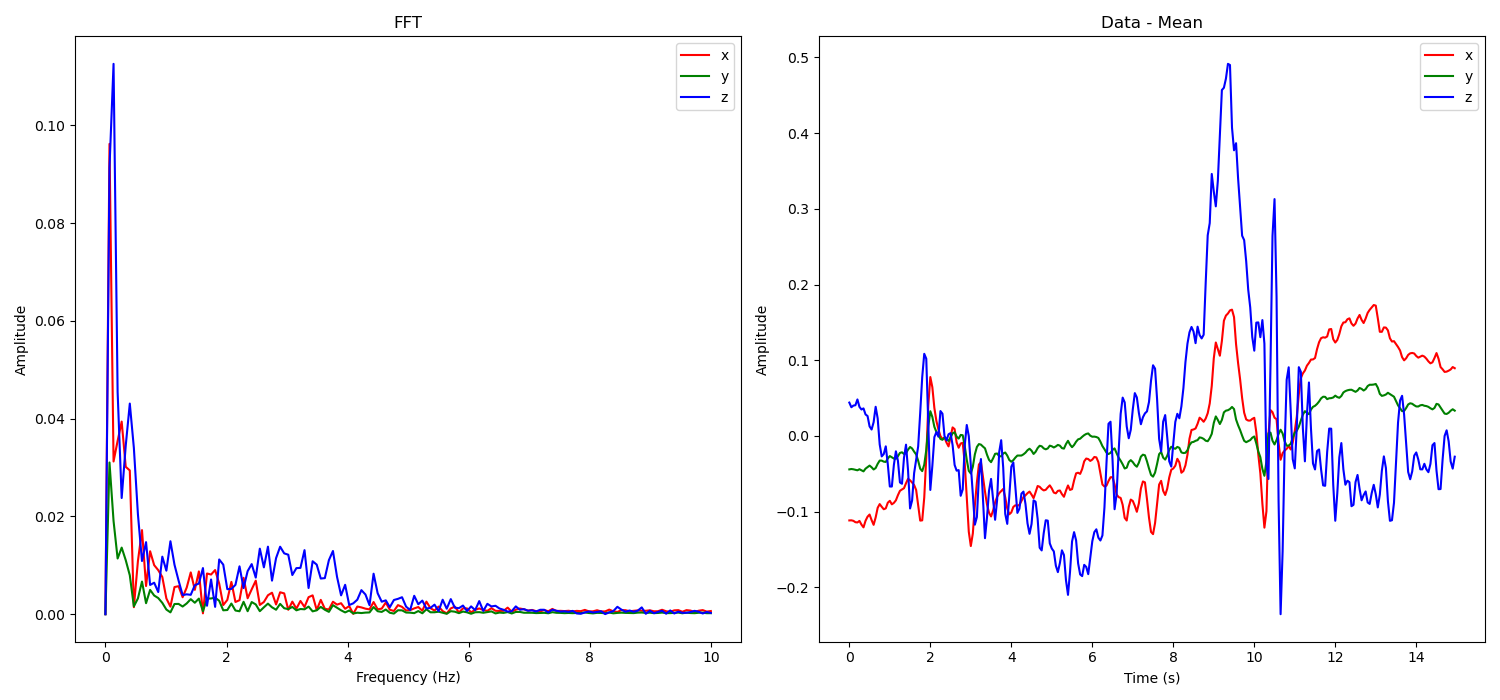 FFT
x
y
z
0.10
0.08
0.06
0.04
0.02
0.00
0 2 4 6 8 10
Amplitude
Frequency (Hz)
Data - Mean
x
y
z
0.5
0.4
0.3
0.2
0.1
0.0
−0.1
−0.2
0 2 4 6 8 10 12 14
Amplitude
Time (s)